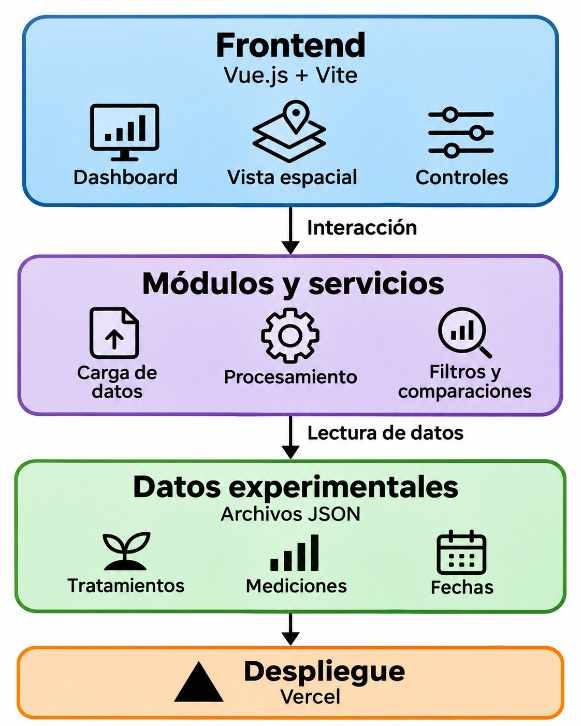 Frontend
Vue.js + Vite
Dashboard
Vista espacial
Controles
Interacción
Módulos y servicios
Carga de
datos
Procesamiento
Filtros y
comparaciones
Lectura de datos
Datos experimentales
Archivos JSON
Tratamientos
Mediciones
Fechas
Despliegue
Vercel